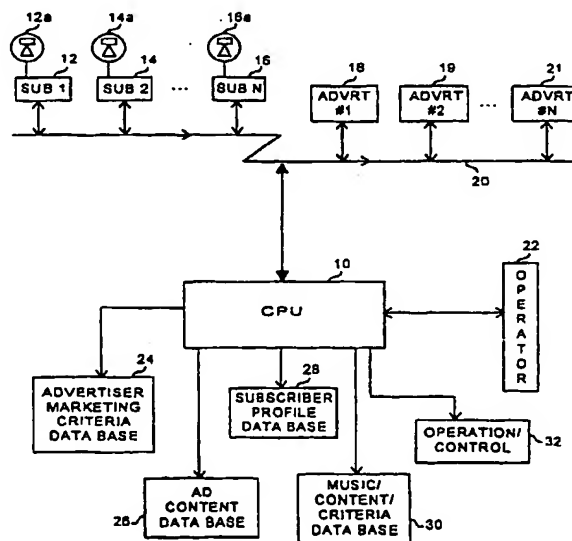 12a 14a 16a
12 14 16
SUB 1 SUB 2 ... SUB N
18 19 21
ADVRT #1 ADVRT #2 ... ADVRT #N
20
10
CPU
22
OPERATOR
24
ADVERTISER
MARKETING
CRITERIA
DATA BASE
28
SUBSCRIBER
PROFILE
DATA BASE
OPERATION/
CONTROL
32
AD
CONTENT
DATA BASE
26
MUSIC/
CONTENT/
CRITERIA
DATA BASE
30